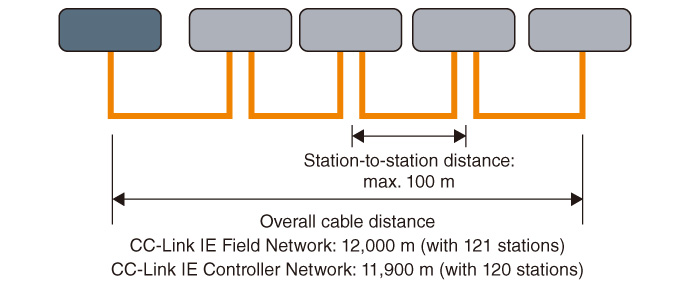 Station-to-station distance:
max. 100 m
Overall cable distance
CC-Link IE Field Network: 12,000 m (with 121 stations)
CC-Link IE Controller Network: 11,900 m (with 120 stations)